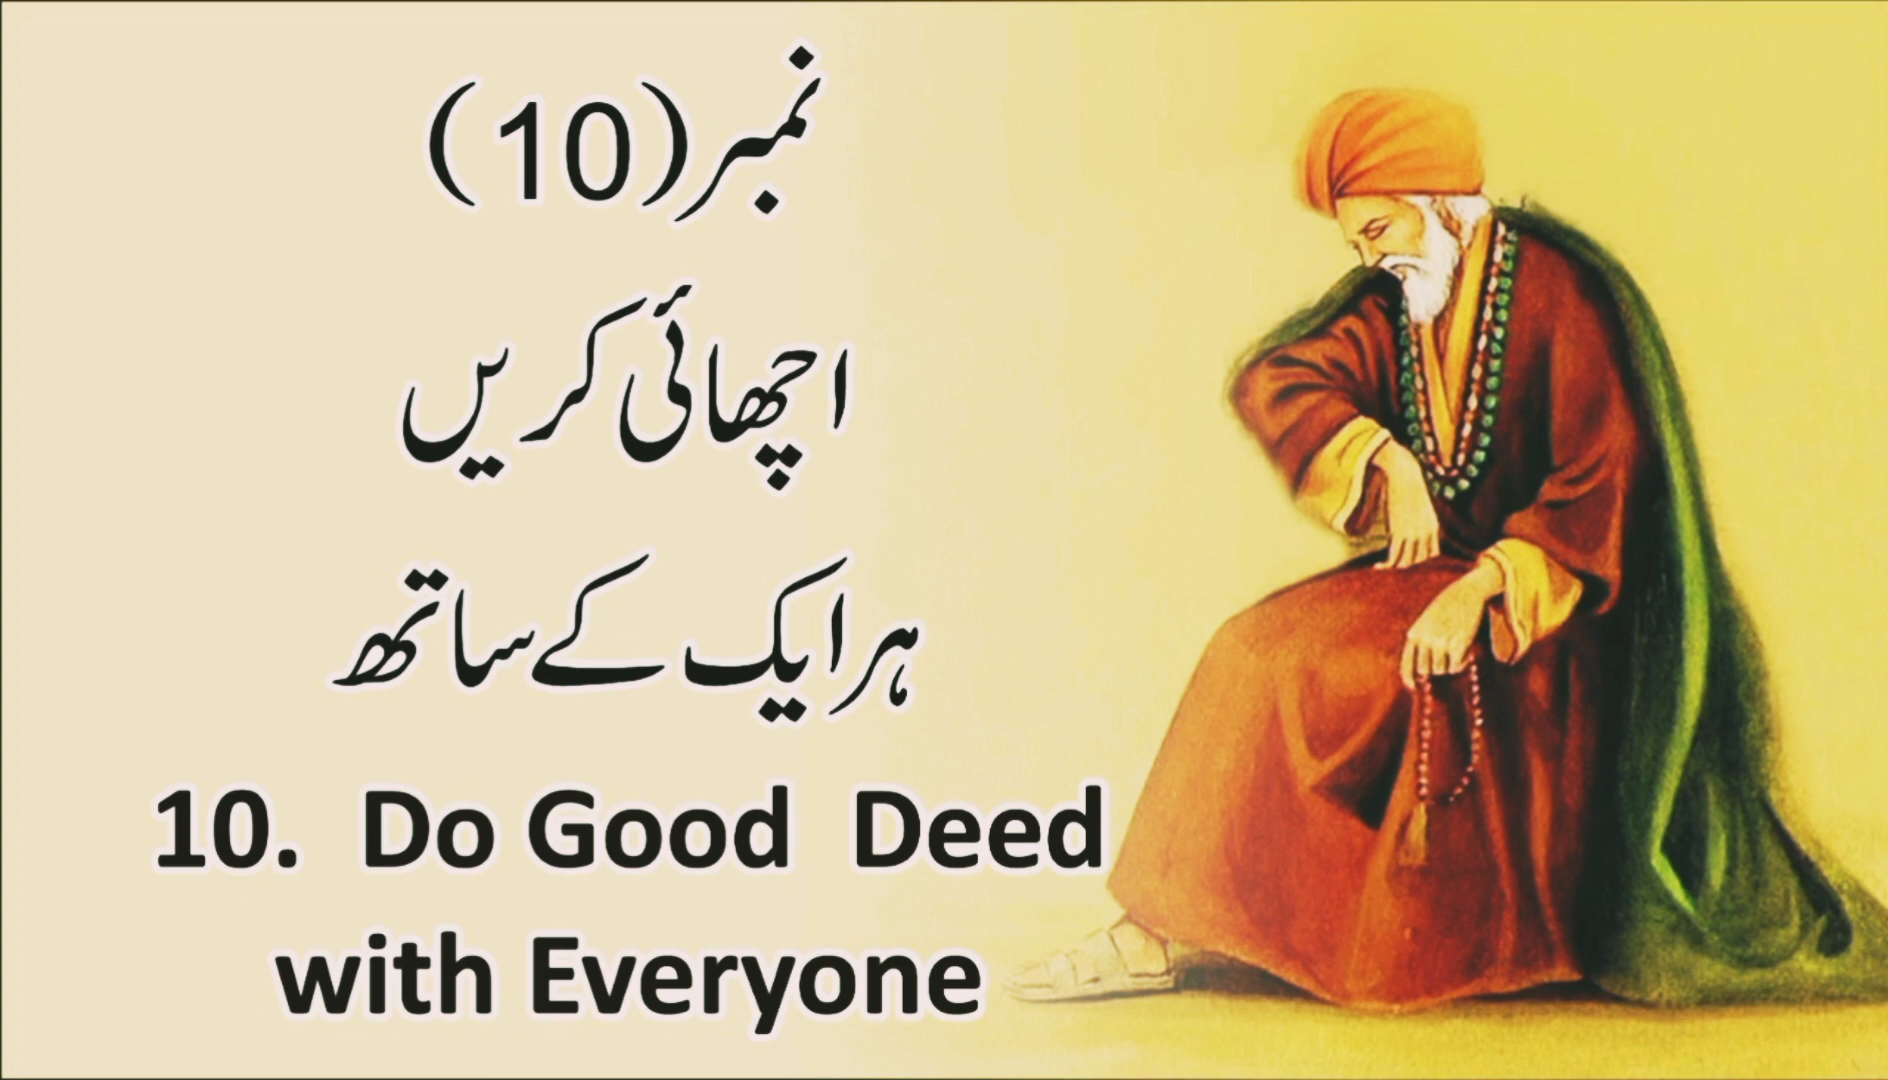 نمبر(10)
اچھائی کریں
ہر ایک کے ساتھ
10. Do Good Deed
with Everyone